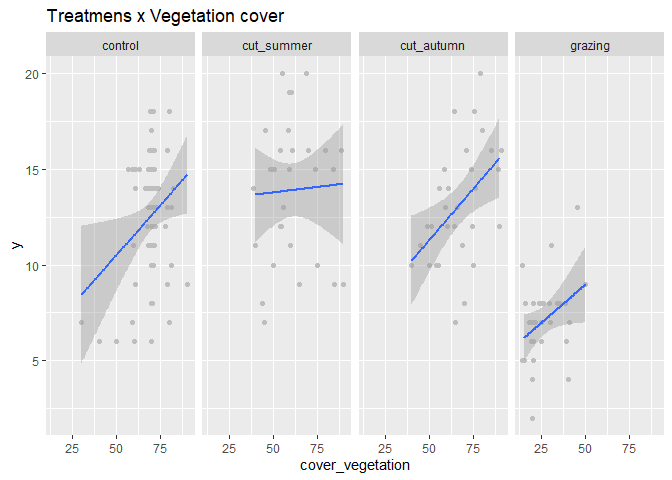 Treatmens x Vegetation cover
control cut_summer cut_autumn grazing
20
15
10
5
y
25 50 75 25 50 75 25 50 75 25 50 75
cover_vegetation